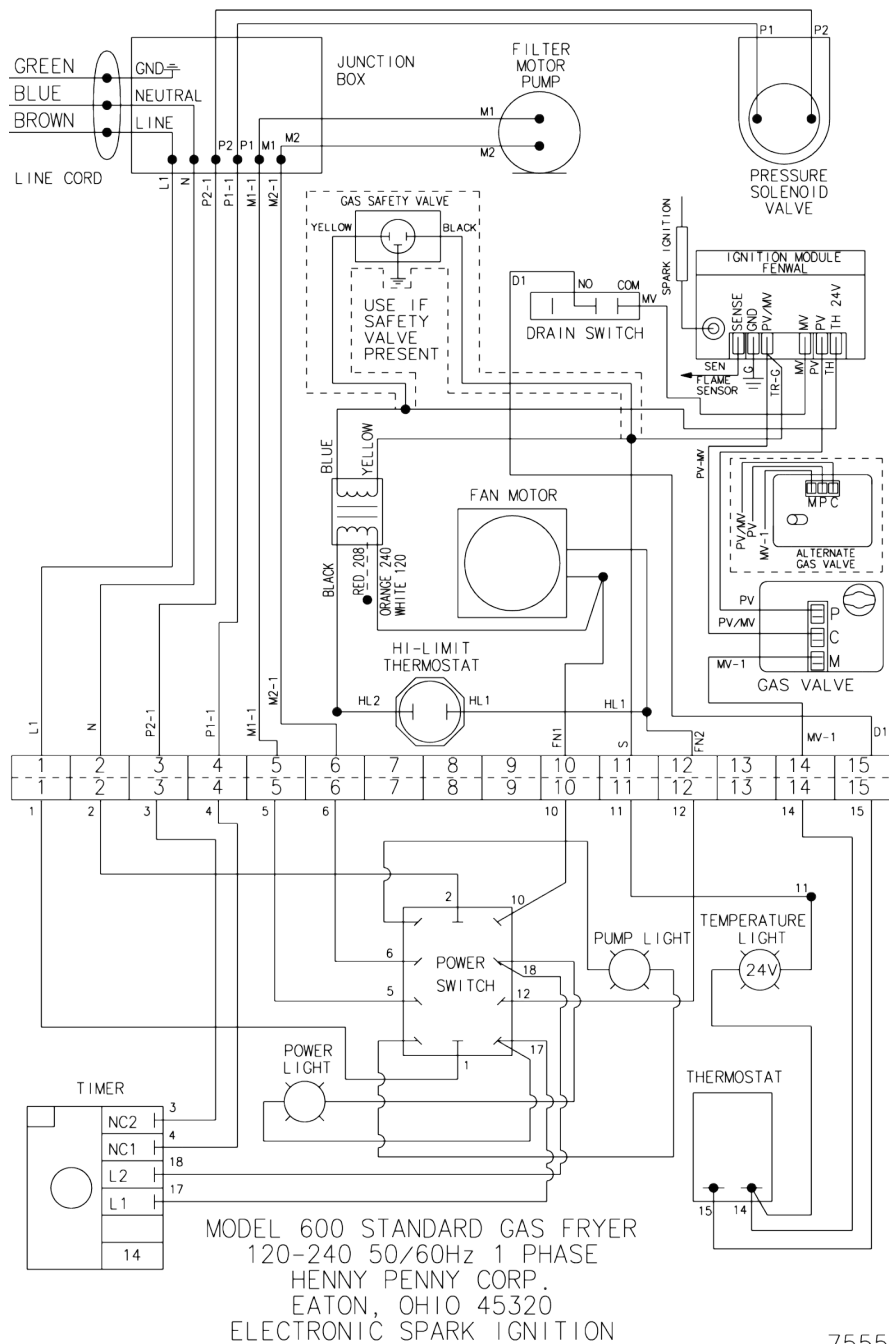 P1 P2
FILTER
MOTOR
PUMP
JUNCTION
BOX
GREEN
GND
BLUE
NEUTRAL
BROWN
LINE
M1
P2 P1 M1 M2
M2
LINE CORD
PRESSURE
SOLENOID
VALVE
L1 N P2-1 P1-1 M1-1 M2-1
GAS SAFETY VALVE
YELLOW BLACK
SPARK IGNITION
IGNITION MODULE
FENWAL
D1 NO COM
MV
USE IF
SAFETY
VALVE
PRESENT
DRAIN SWITCH
SENSE GND PV/MV MV PV TH 24V
SEN
FLAME
SENSOR
G TR-G MV PV TH
BLUE YELLOW
PV-MV
FAN MOTOR
MPC
PV/MV PV MV-1
ALTERNATE
GAS VALVE
BLACK RED 208 ORANGE 240
WHITE 120
PV P
PV/MV C
MV-1 M
GAS VALVE
HI-LIMIT
THERMOSTAT
HL2 HL1 HL1
L1 N P2-1 P1-1 M1-1 M2-1 FN1 S FN2 MV-1 D1
1 2 3 4 5 6 7 8 9 10 11 12 13 14 15
1 2 3 4 5 6 7 8 9 10 11 12 13 14 15
1 2 3 4 5 6 10 11 12 14 15
2 10 11
PUMP LIGHT
TEMPERATURE
LIGHT
24V
6 POWER
SWITCH
18
5 12
17
1
POWER
LIGHT
THERMOSTAT
TIMER
NC2 3
NC1 4
L2 18
L1 17
14
15 14
MODEL 600 STANDARD GAS FRYER
120-240 50/60Hz 1 PHASE
HENNY PENNY CORP.
EATON, OHIO 45320
ELECTRONIC SPARK IGNITION
7555